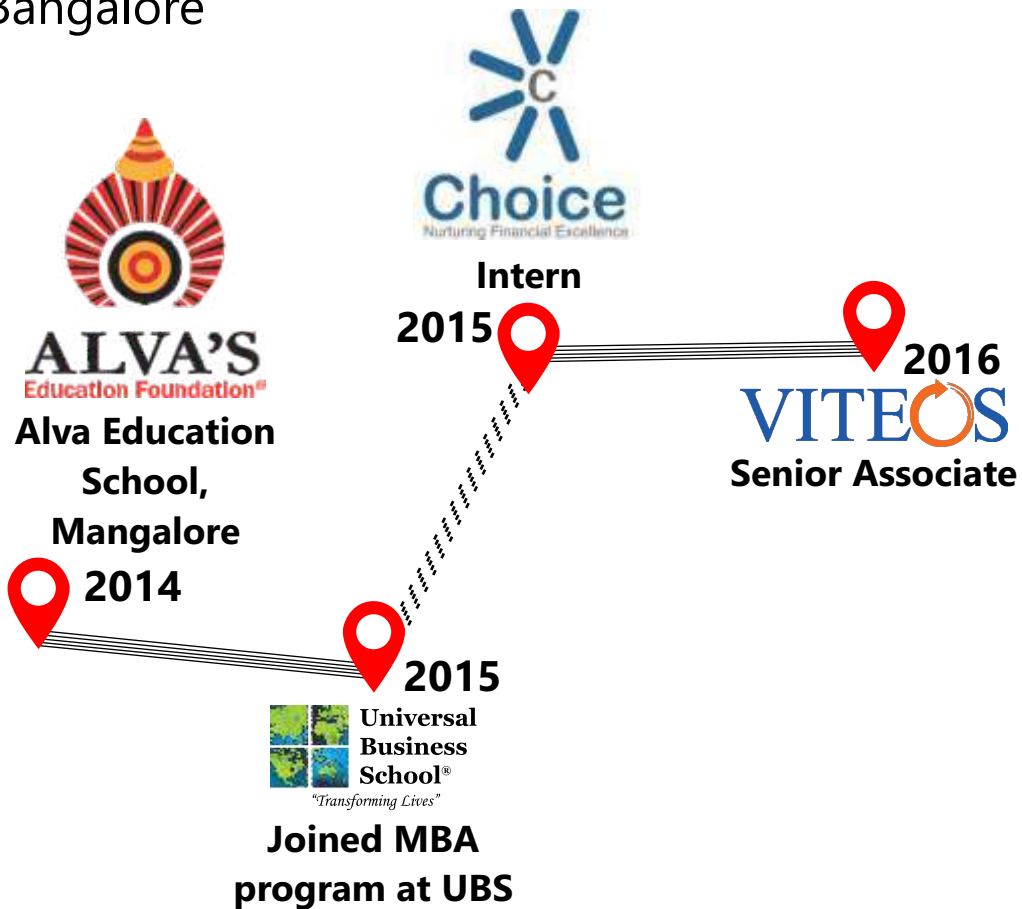 Bangalore
C
Choice
Nurturing Financial Excellence
Intern
2015
2016
VITEOS
Senior Associate
ALVA'S
Education Foundation®
Alva Education
School,
Mangalore
2014
2015
Universal
Business
School®
"Transforming Lives"
Joined MBA
program at UBS